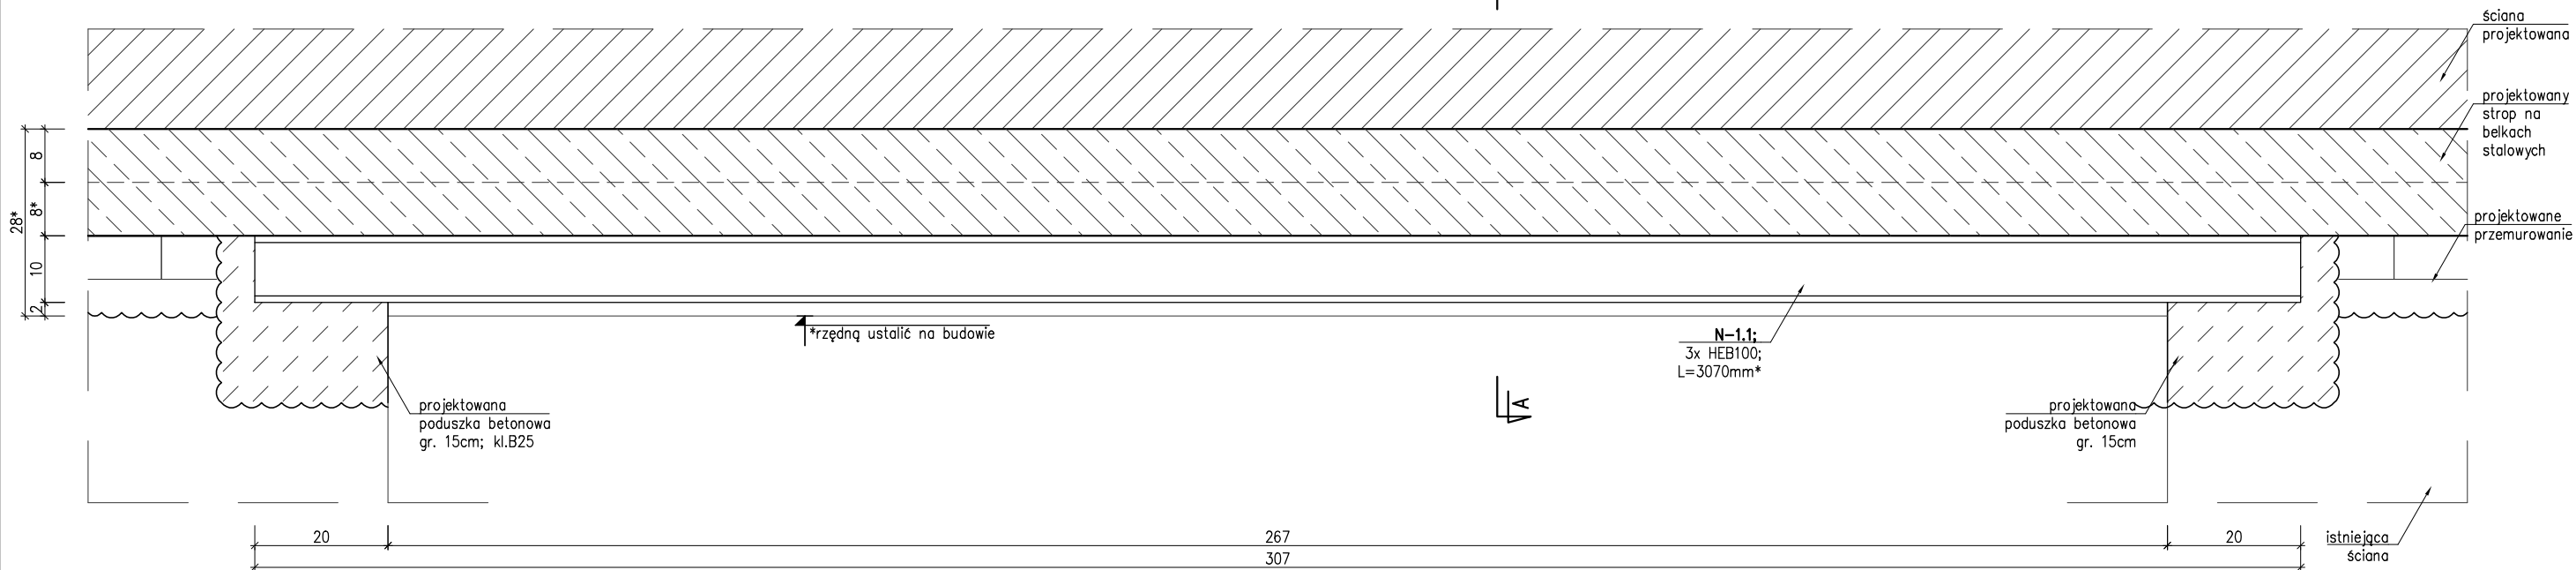 ściana
projektowana
projektowany
strop na
belkach
stalowych
projektowane
przemurowanie
8
8*
28*
10
2
*rzędną ustalić na budowie
N-1.1;
3x HEB100;
L=3070mm*
A
projektowana
poduszka betonowa
gr. 15cm; kl.B25
projektowana
poduszka betonowa
gr. 15cm
20
267
20
307
istniejąca
ściana